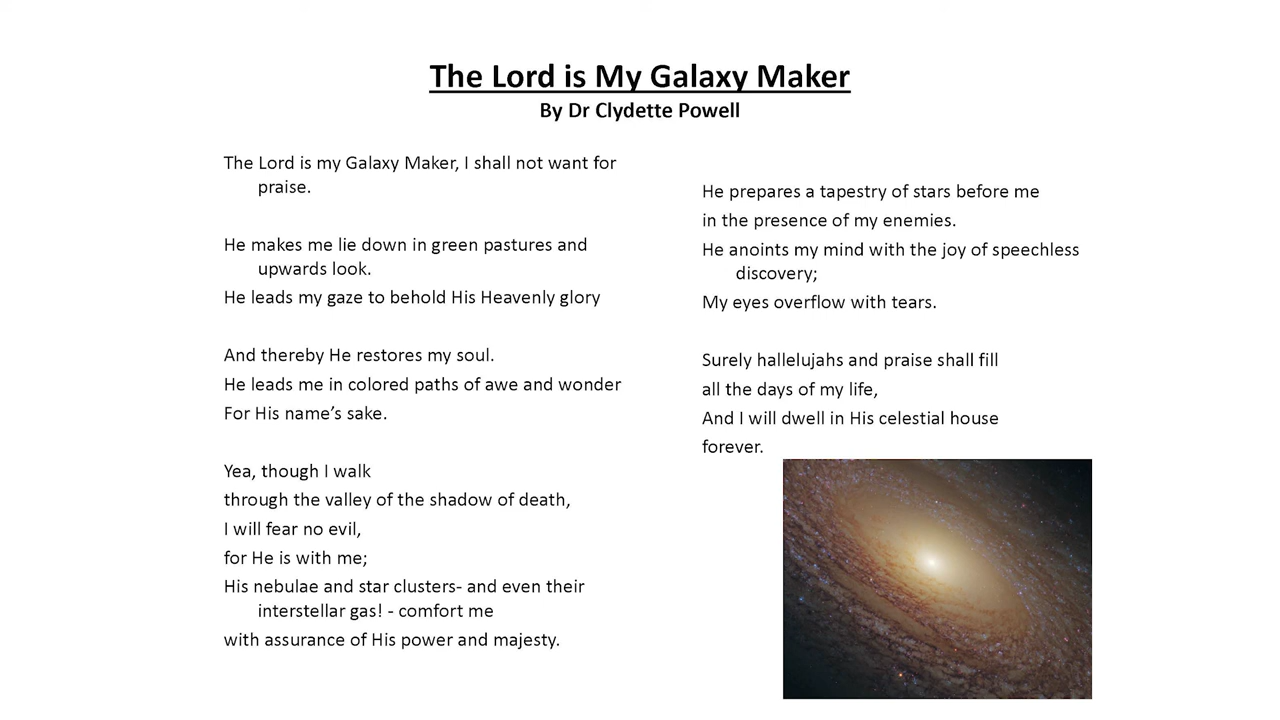 The Lord is My Galaxy Maker
By Dr Clydette Powell
The Lord is my Galaxy Maker, I shall not want for
praise.
He makes me lie down in green pastures and
upwards look.
He leads my gaze to behold His Heavenly glory
And thereby He restores my soul.
He leads me in colored paths of awe and wonder
For His name’s sake.
Yea, though I walk
through the valley of the shadow of death,
I will fear no evil,
for He is with me;
His nebulae and star clusters- and even their
interstellar gas! - comfort me
with assurance of His power and majesty.
He prepares a tapestry of stars before me
in the presence of my enemies.
He anoints my mind with the joy of speechless
discovery;
My eyes overflow with tears.
Surely hallelujahs and praise shall fill
all the days of my life,
And I will dwell in His celestial house
forever.